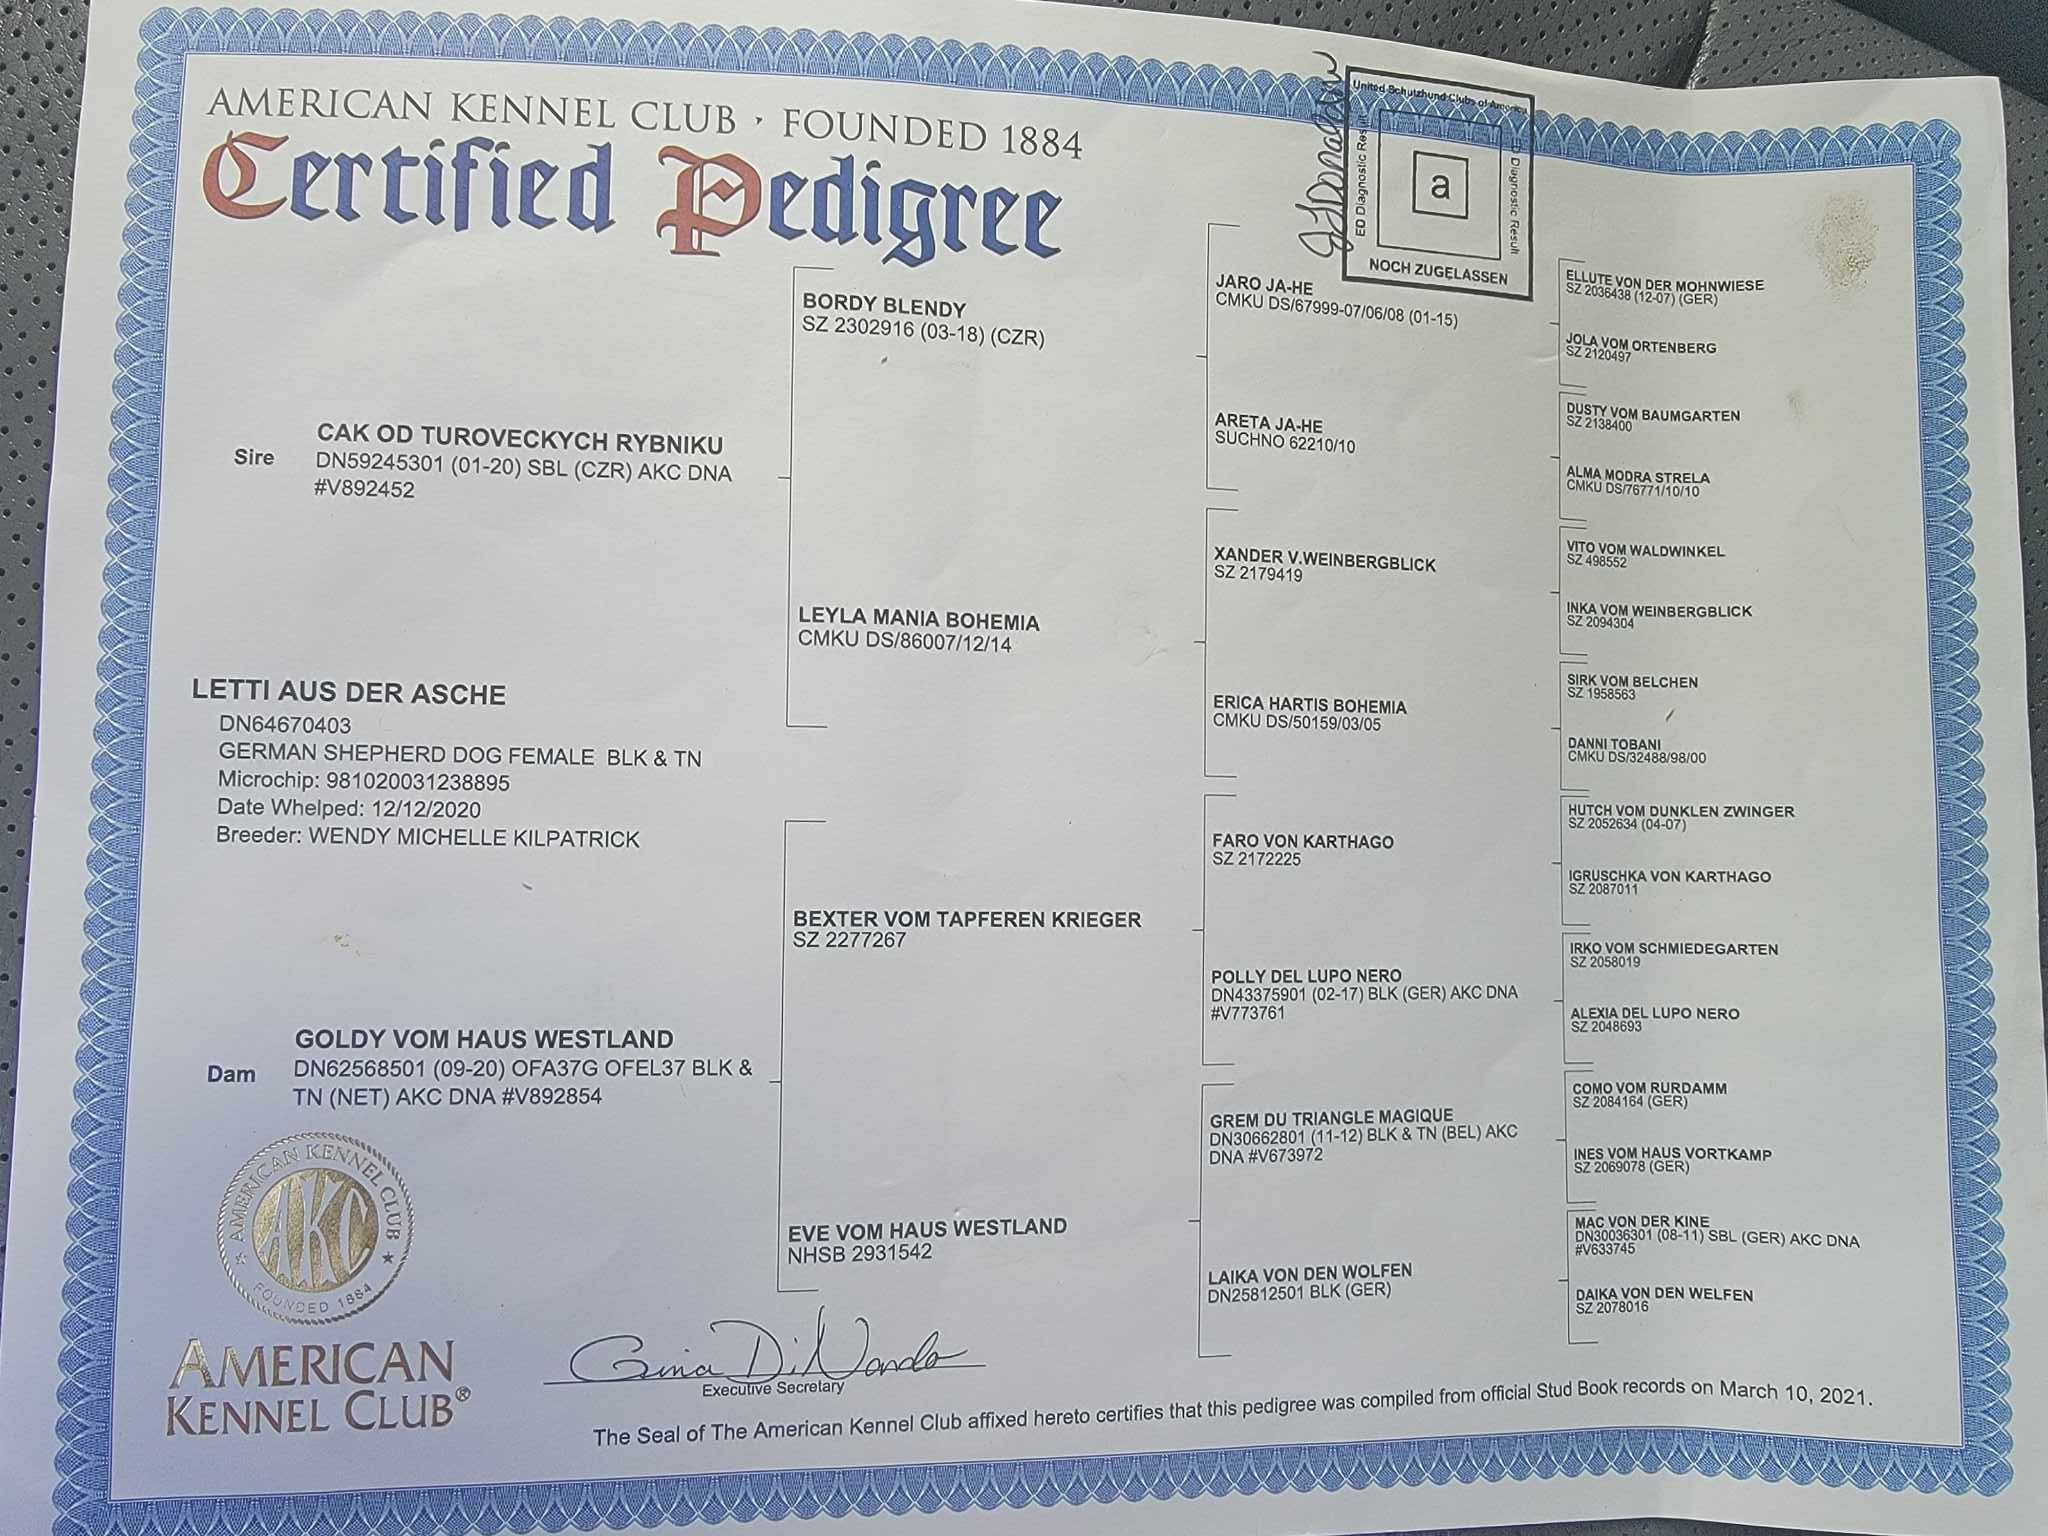 AMERICAN KENNEL CLUB · FOUNDED 1884
Certified Pedigree
United Schutzhund Clubs of America
ED Diagnostic Result
a
ED Diagnostic Result
NOCH ZUGELASSEN
Sire
CAK OD TUROVECKYCH RYBNIKU
DN59245301 (01-20) SBL (CZR) AKC DNA
#V892452
LETTI AUS DER ASCHE
DN64670403
GERMAN SHEPHERD DOG FEMALE BLK & TN
Microchip: 981020031238895
Date Whelped: 12/12/2020
Breeder: WENDY MICHELLE KILPATRICK
Dam
GOLDY VOM HAUS WESTLAND
DN62568501 (09-20) OFA37G OFEL37 BLK &
TN (NET) AKC DNA #V892854
BORDY BLENDY
SZ 2302916 (03-18) (CZR)
LEYLA MANIA BOHEMIA
CMKU DS/86007/12/14
BEXTER VOM TAPFEREN KRIEGER
SZ 2277267
EVE VOM HAUS WESTLAND
NHSB 2931542
JARO JA-HE
CMKU DS/67999-07/06/08 (01-15)
ARETA JA-HE
SUCHNO 62210/10
XANDER V.WEINBERGBLICK
SZ 2179419
ERICA HARTIS BOHEMIA
CMKU DS/50159/03/05
FARO VON KARTHAGO
SZ 2172225
POLLY DEL LUPO NERO
DN43375901 (02-17) BLK (GER) AKC DNA
#V773761
GREM DU TRIANGLE MAGIQUE
DN30662801 (11-12) BLK & TN (BEL) AKC
DNA #V673972
LAIKA VON DEN WOLFEN
DN25812501 BLK (GER)
ELLUTE VON DER MOHNWIESE
SZ 2036438 (12-07) (GER)
JOLA VOM ORTENBERG
SZ 2120497
DUSTY VOM BAUMGARTEN
SZ 2138400
ALMA MODRA STRELA
CMKU DS/76771/10/10
VITO VOM WALDWINKEL
SZ 498552
INKA VOM WEINBERGBLICK
SZ 2094304
SIRK VOM BELCHEN
SZ 1958563
DANNI TOBANI
CMKU DS/32488/98/00
HUTCH VOM DUNKLEN ZWINGER
SZ 2052634 (04-07)
IGRUSCHKA VON KARTHAGO
SZ 2087011
IRKO VOM SCHMIEDEGARTEN
SZ 2058019
ALEXIA DEL LUPO NERO
SZ 2048693
COMO VOM RURDAMM
SZ 2084164 (GER)
INES VOM HAUS VORTKAMP
SZ 2069078 (GER)
MAC VON DER KINE
DN30036301 (08-11) SBL (GER) AKC DNA
#V633745
DAIKA VON DEN WELFEN
SZ 2078016
AMERICAN KENNEL CLUB
AKC
FOUNDED 1884
AMERICAN
KENNEL CLUB®
Gina DiNardo
Executive Secretary
The Seal of The American Kennel Club affixed hereto certifies that this pedigree was compiled from official Stud Book records on March 10, 2021.